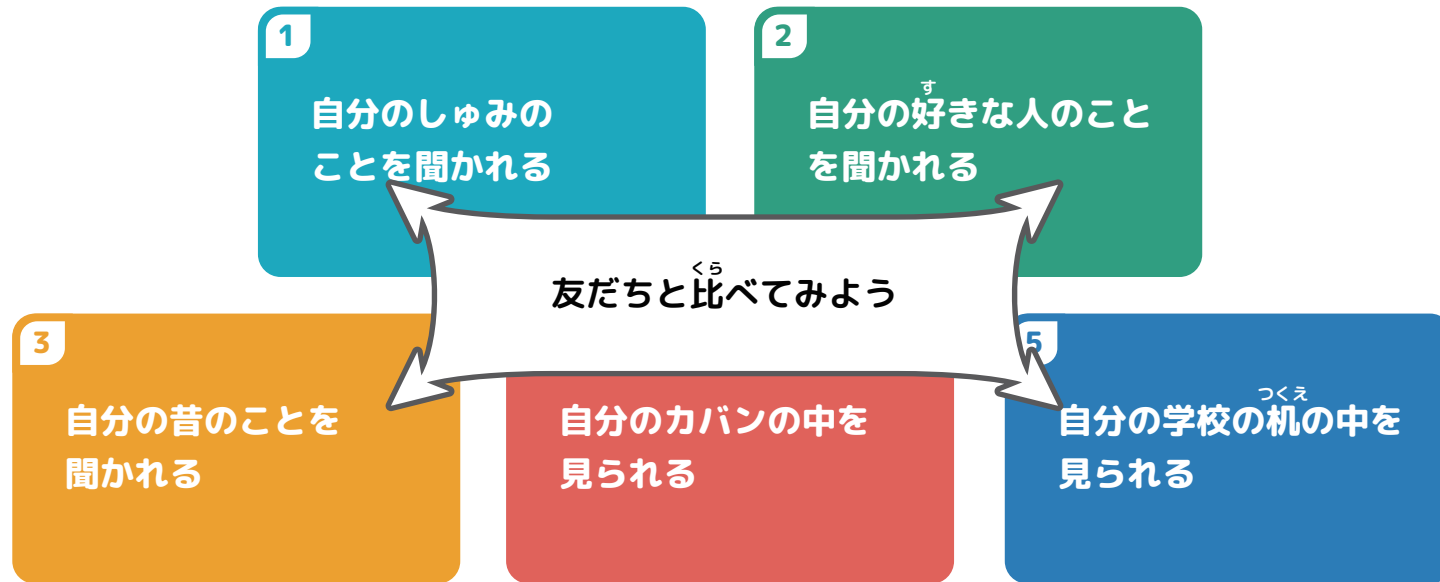 1
自分のしゅみの
ことを聞かれる
2
自分の好きな人のこと
す
を聞かれる
友だちと比べてみよう
くら
3
自分の昔のことを
聞かれる
自分のカバンの中を
見られる
5
自分の学校の机の中を
つくえ
見られる